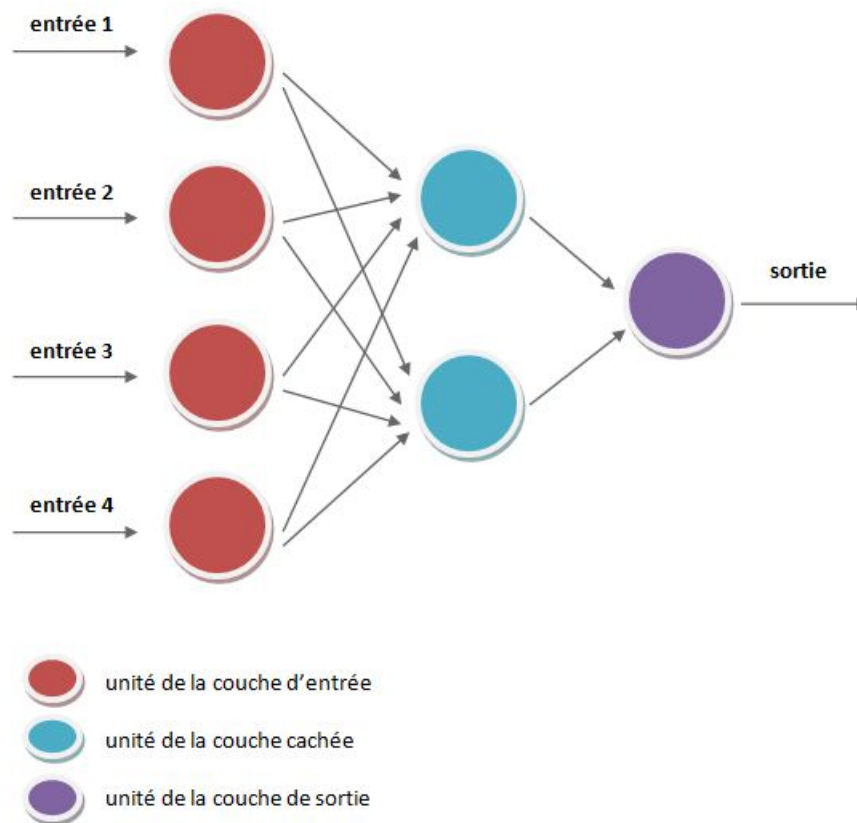 entrée 1
entrée 2
entrée 3
entrée 4
sortie
unité de la couche d'entrée
unité de la couche cachée
unité de la couche de sortie